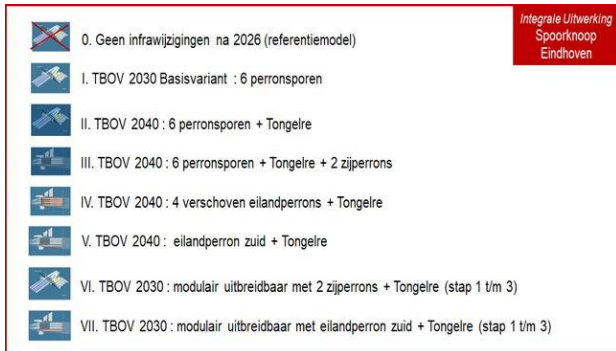 Integrale Uitwerking
Spoorknoop
Eindhoven
0. Geen infrawijzigingen na 2026 (referentiemodel)
I. TBOV 2030 Basisvariant : 6 perronsporen
II. TBOV 2040 : 6 perronsporen + Tongelre
III. TBOV 2040 : 6 perronsporen + Tongelre + 2 zijperrons
IV. TBOV 2040 : 4 verschoven eilandperrons + Tongelre
V. TBOV 2040 : eilandperron zuid + Tongelre
VI. TBOV 2030 : modulair uitbreidbaar met 2 zijperrons + Tongelre (stap 1 t/m 3)
VII. TBOV 2030 : modulair uitbreidbaar met eilandperron zuid + Tongelre (stap 1 t/m 3)